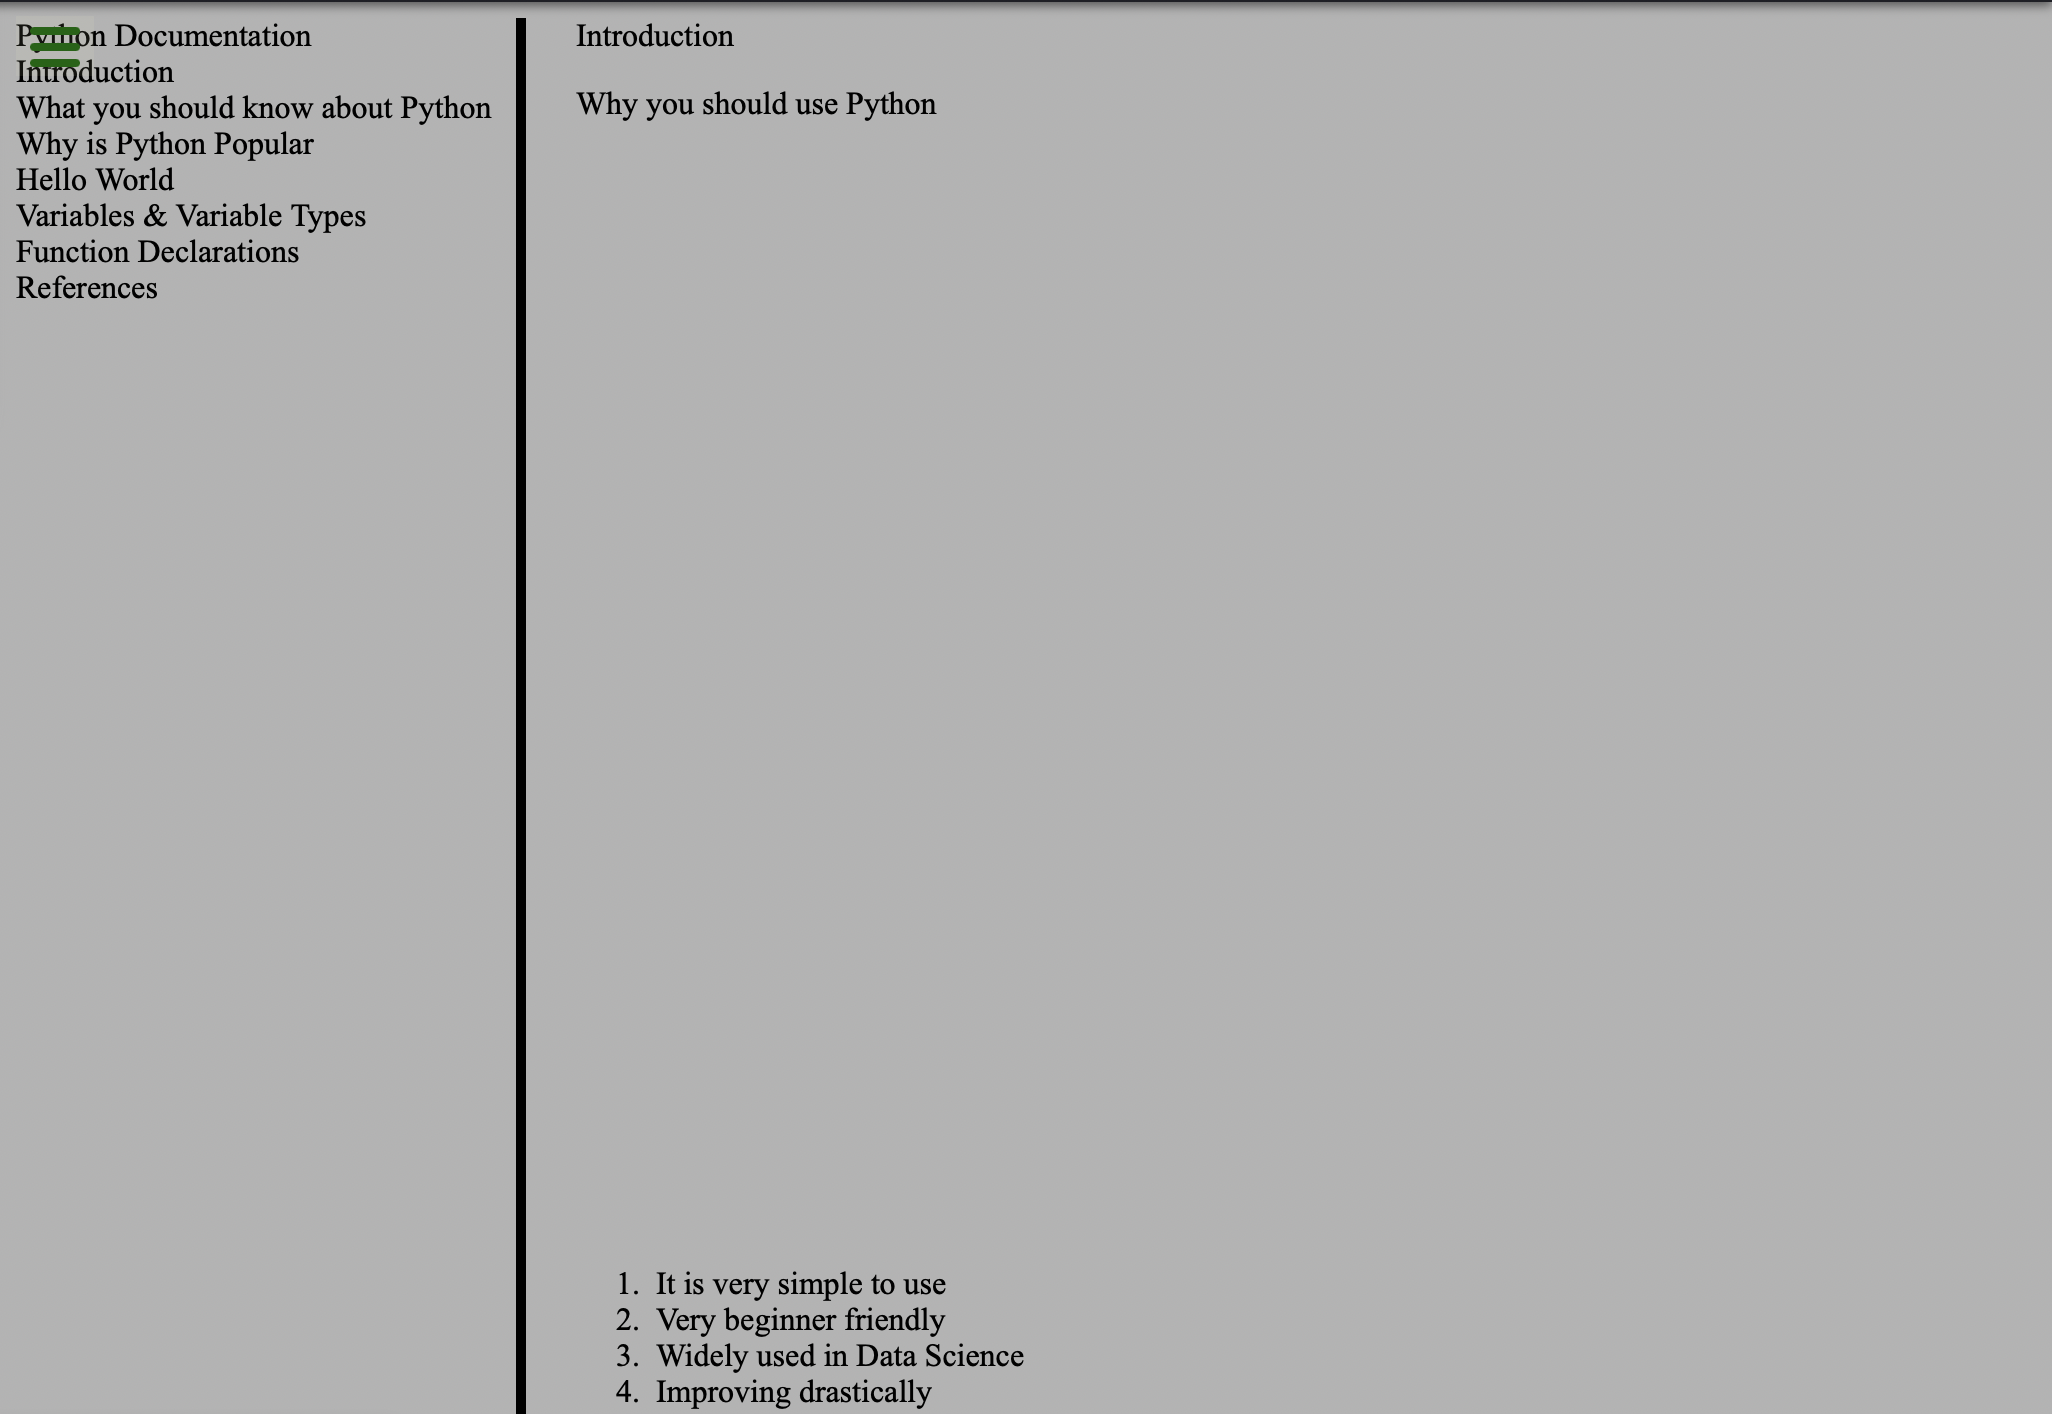 Python Documentation
Introduction
What you should know about Python
Why is Python Popular
Hello World
Variables & Variable Types
Function Declarations
References
Introduction
Why you should use Python
1. It is very simple to use
2. Very beginner friendly
3. Widely used in Data Science
4. Improving drastically